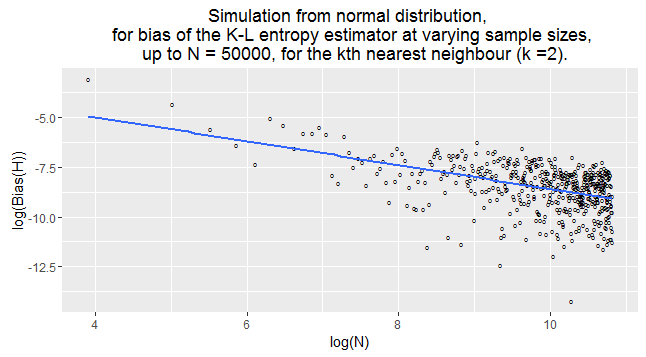 Simulation from normal distribution,
for bias of the K-L entropy estimator at varying sample sizes,
up to N = 50000, for the kth nearest neighbour (k =2).
log(Bias(H))
-5.0
-7.5
-10.0
-12.5
4
6
8
10
log(N)